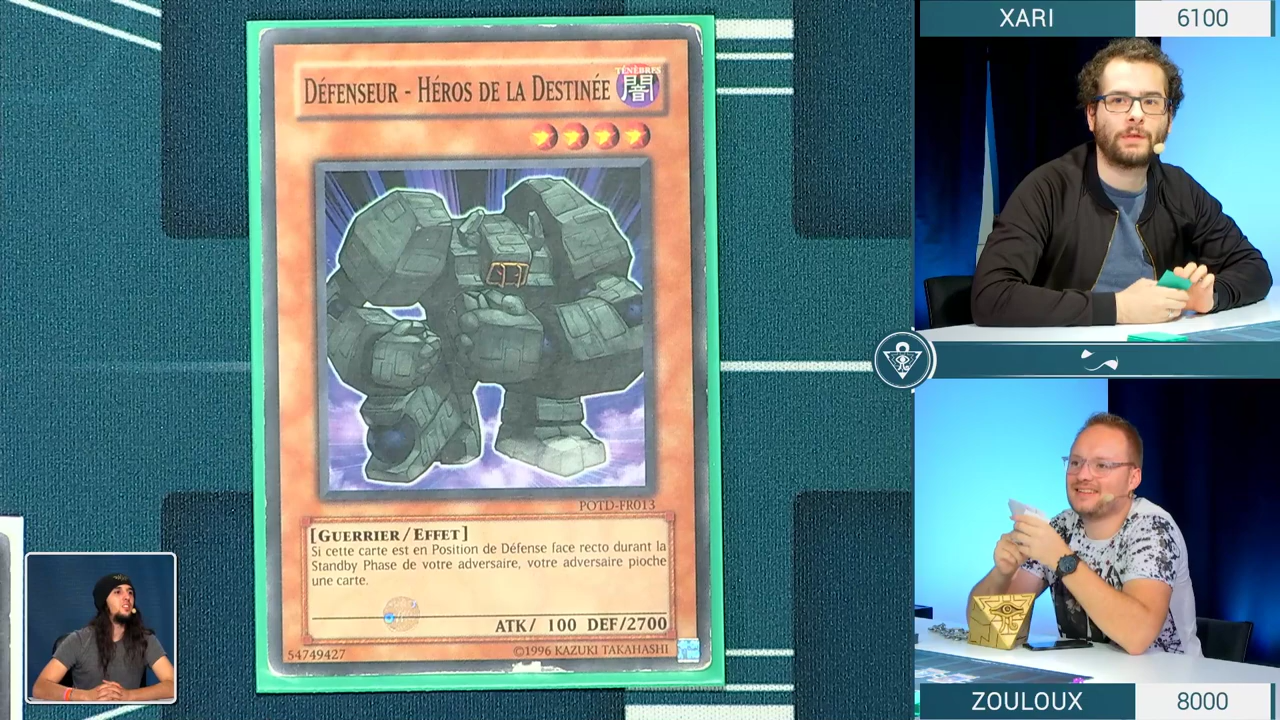 XARI
6100
DÉFENSEUR - HÉROS DE LA DESTINÉE
TÉNÈBRES
闇
POTD-FR013
[GUERRIER/EFFET]
Si cette carte est en Position de Défense face recto durant la
Standby Phase de votre adversaire, votre adversaire pioche
une carte.
ATK/ 100 DEF/2700
54749427
©1996 KAZUKI TAKAHASHI
ZOULOUX
8000